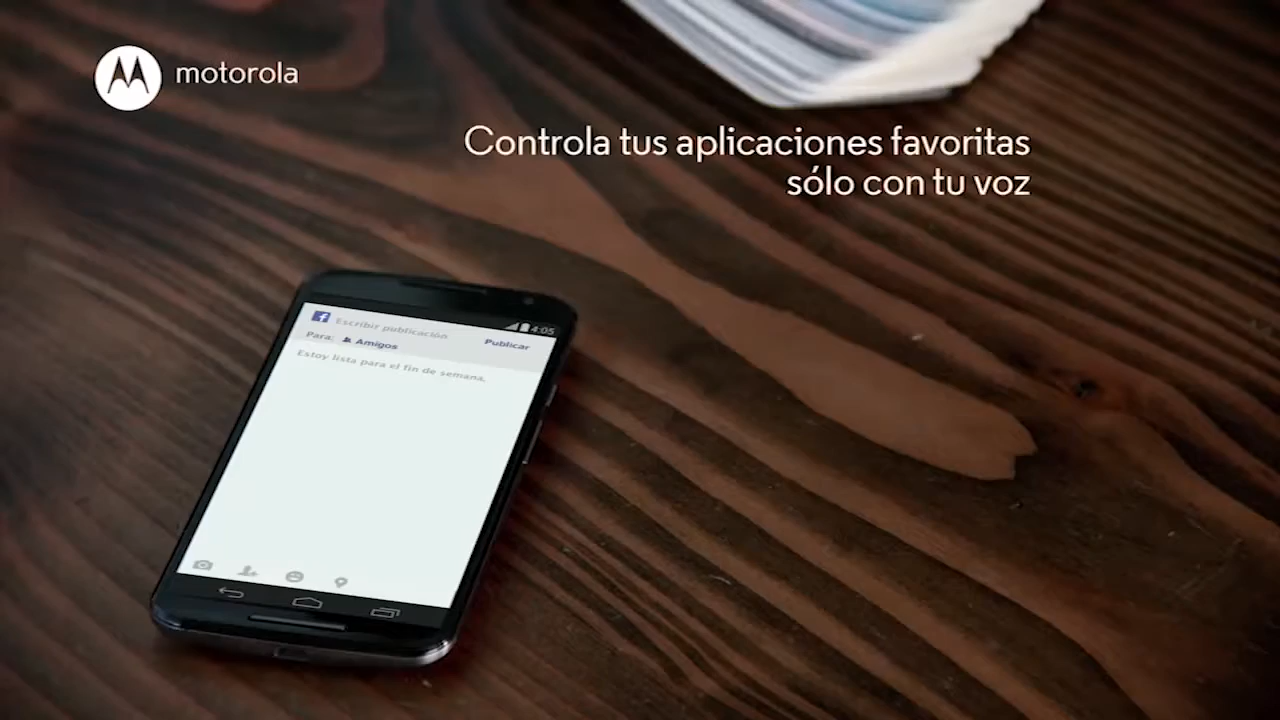 motorola
Controla tus aplicaciones favoritas
sólo con tu voz
4:05
Escribir publicación
Publicar
Para: Amigos
Estoy lista para el fin de semana.